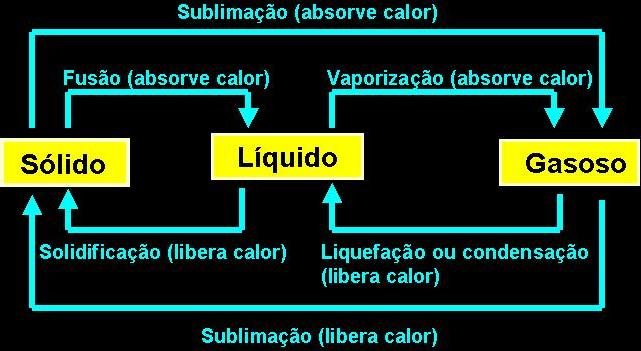 Sublimação (absorve calor)
Fusão (absorve calor)
Vaporização (absorve calor)
Sólido
Líquido
Gasoso
Solidificação (libera calor)
Liquefação ou condensação
(libera calor)
Sublimação (libera calor)